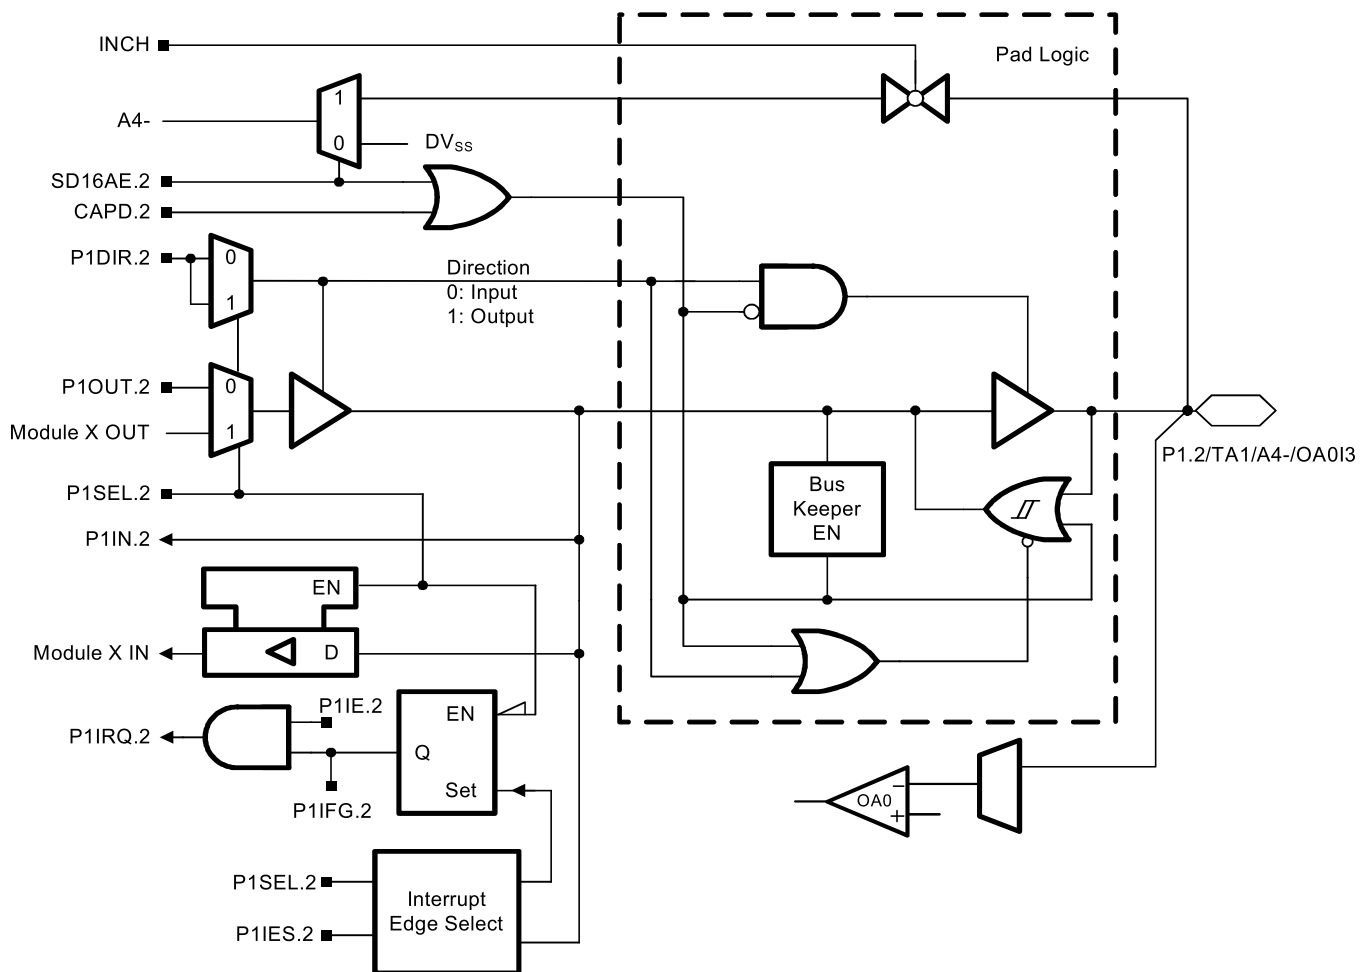 INCH
Pad Logic
1
A4-
0
DVSS
SD16AE.2
CAPD.2
P1DIR.2
0
1
Direction
0: Input
1: Output
P1OUT.2
0
Module X OUT
1
P1.2/TA1/A4-/OA0I3
P1SEL.2
Bus
Keeper
EN
P1IN.2
EN
Module X IN
D
P1IE.2
EN
P1IRQ.2
Q
Set
P1IFG.2
OA0
−
+
P1SEL.2
Interrupt
Edge Select
P1IES.2